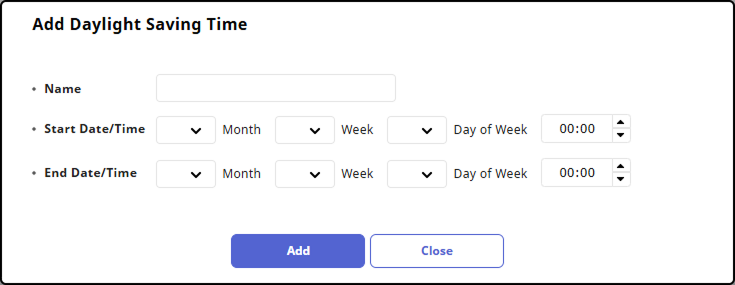 Add Daylight Saving Time
• Name
• Start Date/Time Month Week Day of Week 00:00
• End Date/Time Month Week Day of Week 00:00
Add Close